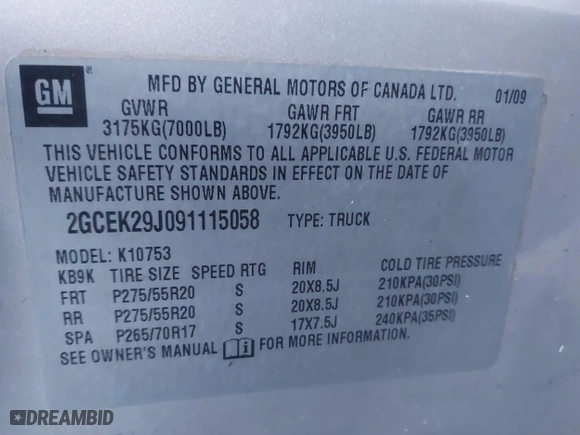 GM
MFD BY GENERAL MOTORS OF CANADA LTD. 01/09
GVWR GAWR FRT GAWR RR
3175KG(7000LB) 1792KG(3950LB) 1792KG(3950LB)
THIS VEHICLE CONFORMS TO ALL APPLICABLE U.S. FEDERAL MOTOR
VEHICLE SAFETY STANDARDS IN EFFECT ON THE DATE OF
MANUFACTURE SHOWN ABOVE.
2GCEK29J091115058 TYPE: TRUCK
MODEL: K10753
KB9K TIRE SIZE SPEED RTG RIM COLD TIRE PRESSURE
FRT P275/55R20 S 20X8.5J 210KPA(30PSI)
RR P275/55R20 S 20X8.5J 210KPA(30PSI)
SPA P265/70R17 S 17X7.5J 240KPA(35PSI)
SEE OWNER'S MANUAL FOR MORE INFORMATION.
DREAMBID